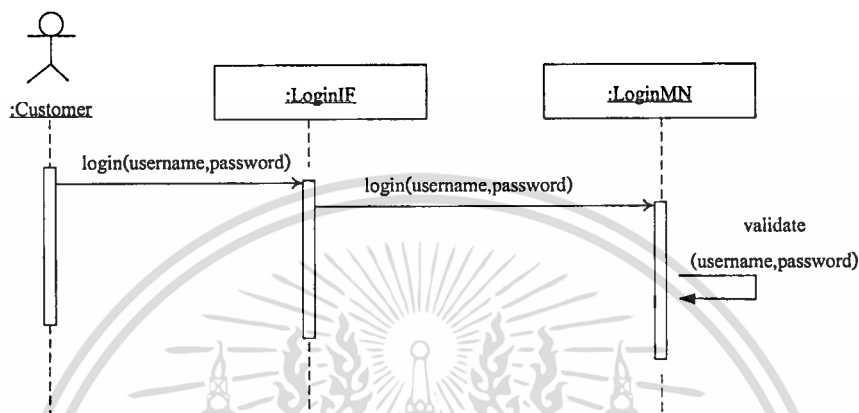 :Customer
:LoginIF
:LoginMN
login(username,password)
login(username,password)
validate
(username,password)